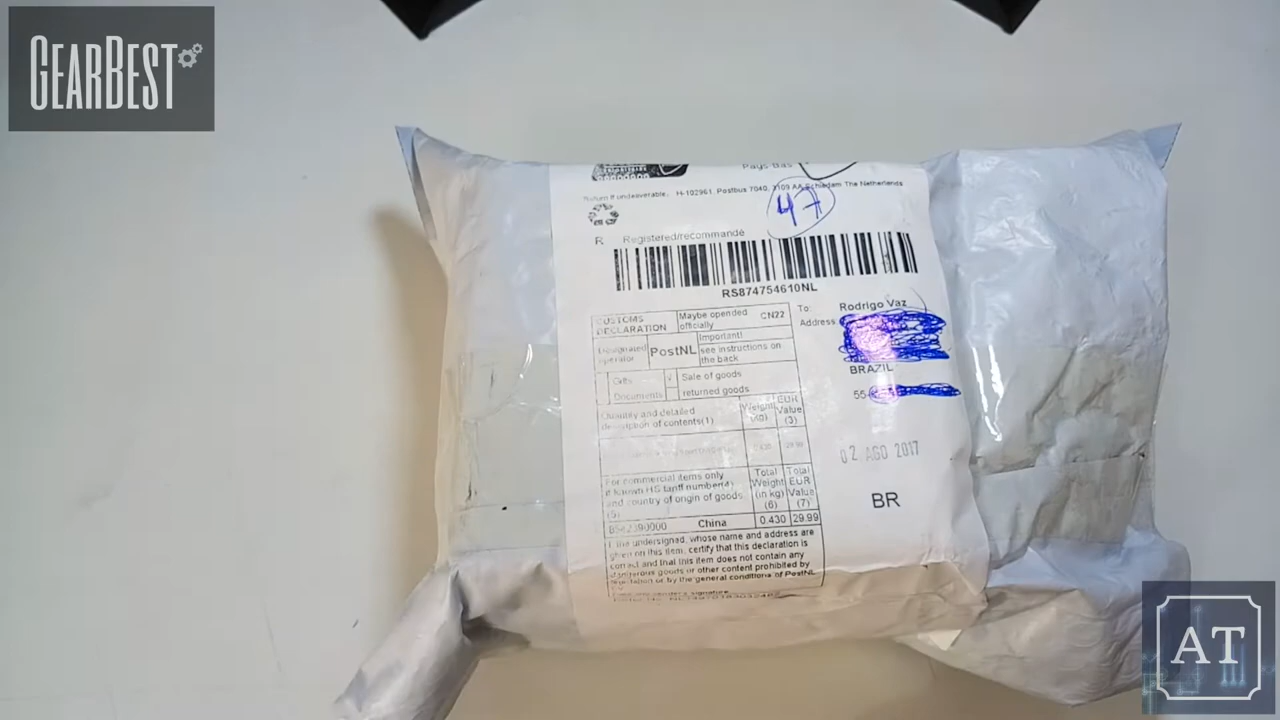 GEARBEST
Pays Bas
Return if undeliverable, H-102961, Postbus 7040, 3109 AA Schiedam The Netherlands
47
R Registered/recommandé
RS874754610NL
CUSTOMS DECLARATION
Maybe opended officially
CN22
Designated operator
PostNL
Important!
see instructions on the back
Gifts
Sale of goods
Documents
returned goods
Quantity and detailed description of contents(1)
Weight
EUR Value (3)
29.99
For commercial items only
if known HS tariff number(4)
and country of origin of goods
(5)
Total Weight (in kg) (6)
Total EUR Value (7)
China
0.430
29.99
I the undersigned, whose name and address are
given on this item, certify that this declaration is
correct and that this item does not contain any
dangerous goods or other content prohibited by
or by the general conditions of PostNL
To:
Rodrigo Vaz
Address:
BRAZIL
55
02 AGO 2017
BR
AT